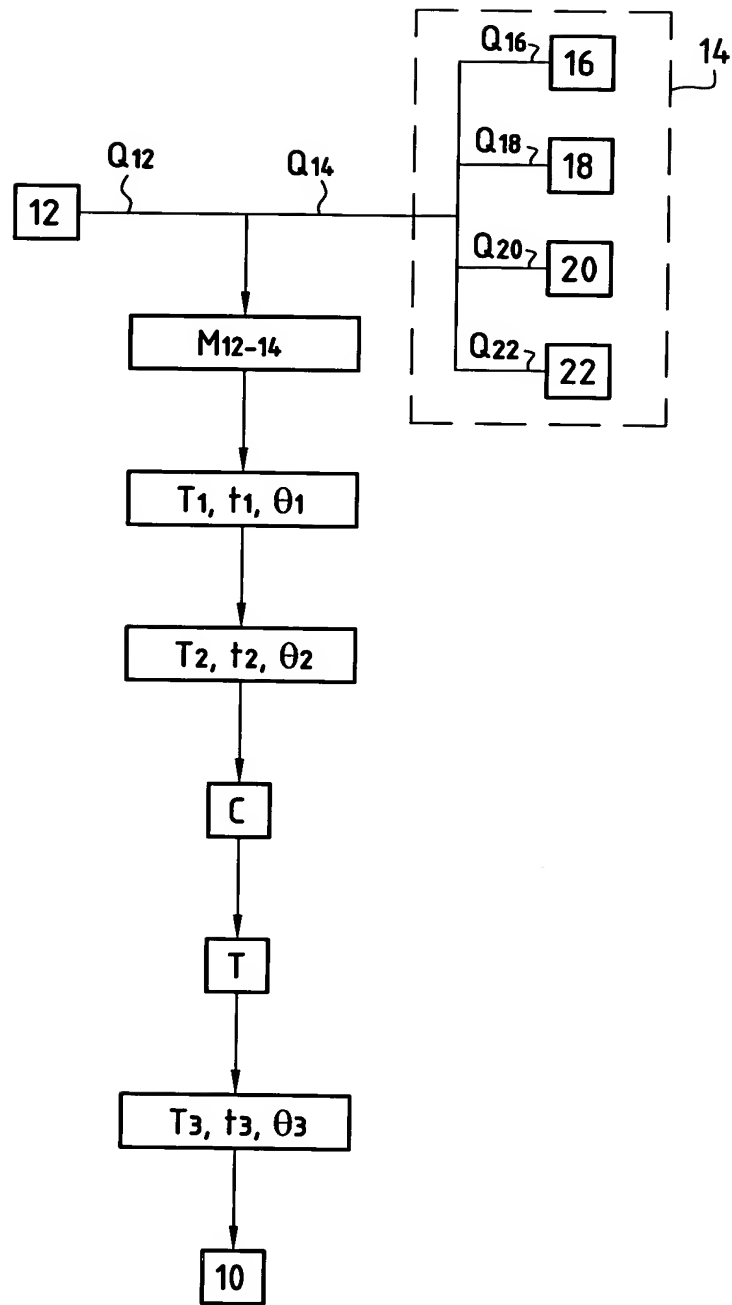 Q16
16
14
Q12
Q14
Q18
18
12
Q20
20
M12-14
Q22
22
T1, t1, θ1
T2, t2, θ2
C
T
T3, t3, θ3
10